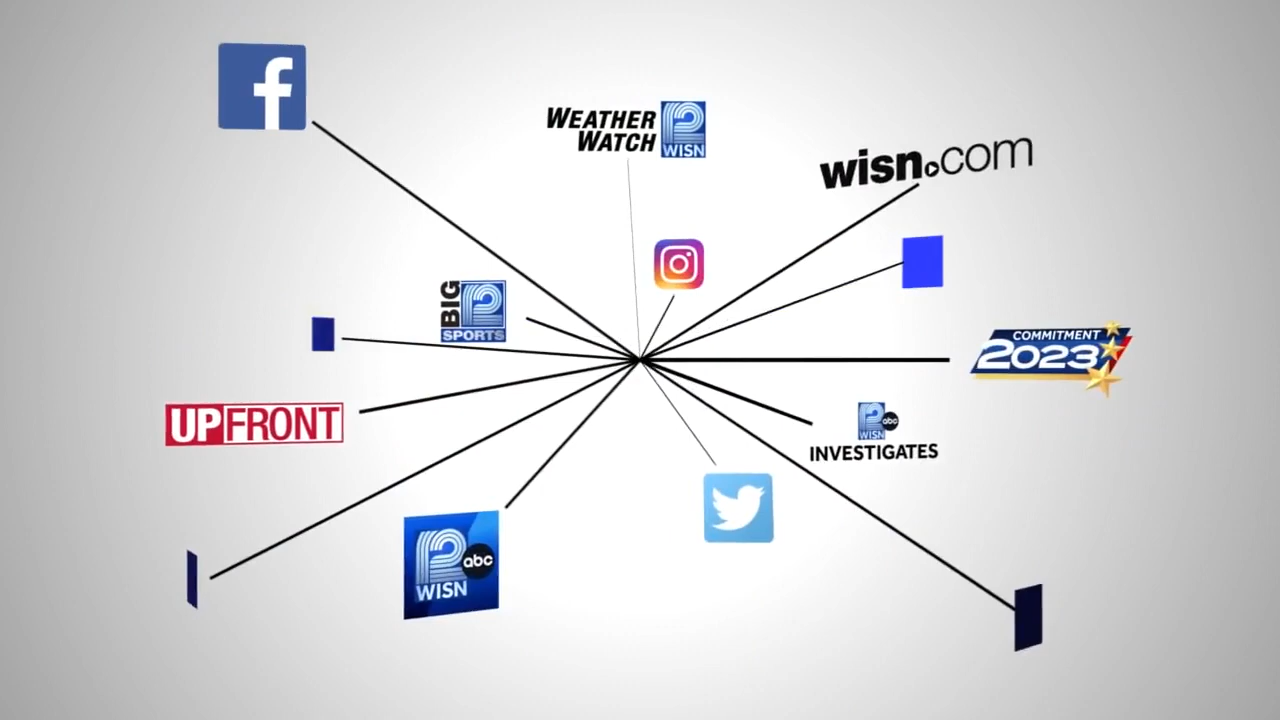 f
WEATHER
WATCH
12
WISN
wisn.com
BIG
12
SPORTS
COMMITMENT
2023
UPFRONT
12
abc
WISN
INVESTIGATES
12
abc
WISN